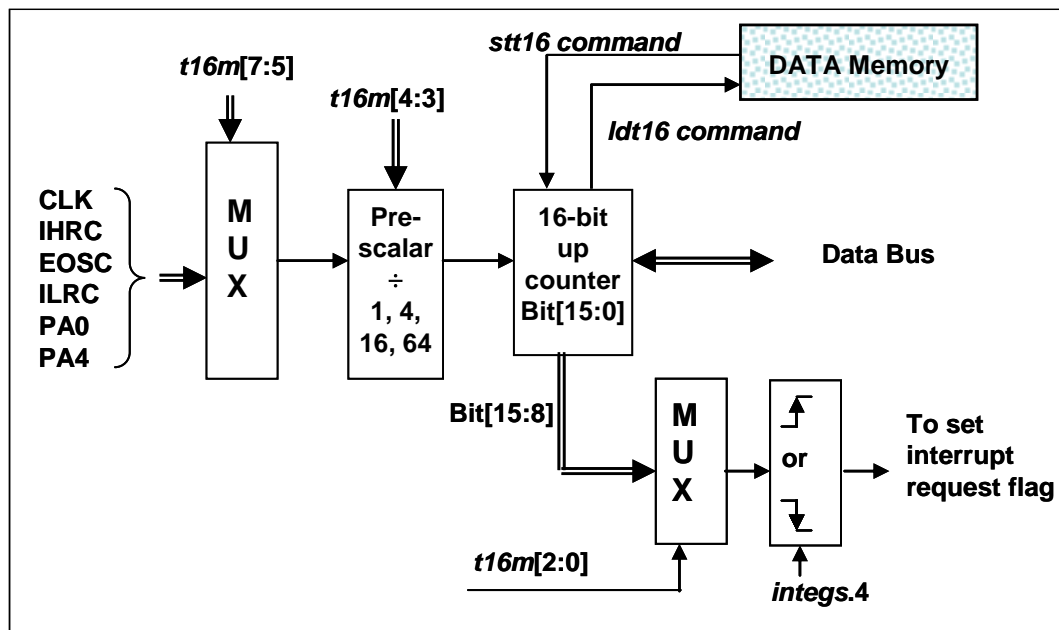 stt16 command
DATA Memory
t16m[7:5]
t16m[4:3]
ldt16 command
CLK
IHRC
EOSC
ILRC
PA0
PA4
M
U
X
Pre-
scalar
÷
1, 4,
16, 64
16-bit
up
counter
Bit[15:0]
Data Bus
Bit[15:8]
M
U
X
or
To set
interrupt
request flag
t16m[2:0]
integs.4